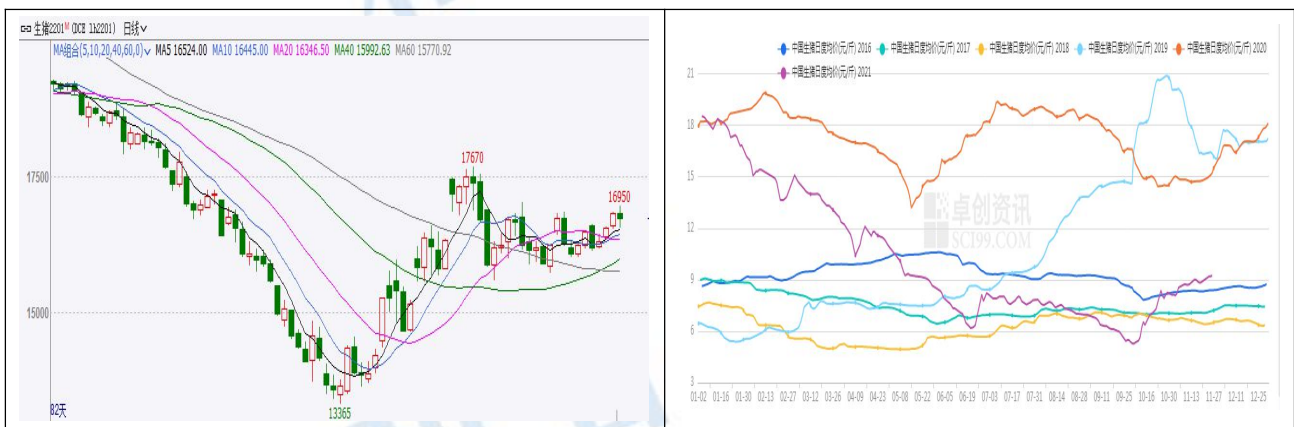 生猪2201M (DCE lh2201) 日线
MA组合(5,10,20,40,60,0) MA5 16524.00 MA10 16445.00 MA20 16346.50 MA40 15992.63 MA60 15770.92
17670
17500
16950
15000
13365
82天
中国生猪日度均价(元/斤) 2016 中国生猪日度均价(元/斤) 2017 中国生猪日度均价(元/斤) 2018 中国生猪日度均价(元/斤) 2019 中国生猪日度均价(元/斤) 2020
中国生猪日度均价(元/斤) 2021
21
18
15
12
9
6
3
卓创资讯
SCI99.COM
01-02 01-16 01-30 02-13 02-27 03-12 03-26 04-09 04-23 05-08 05-22 06-05 06-19 07-03 07-17 07-31 08-14 08-28 09-11 09-25 10-16 10-30 11-13 11-27 12-11 12-25